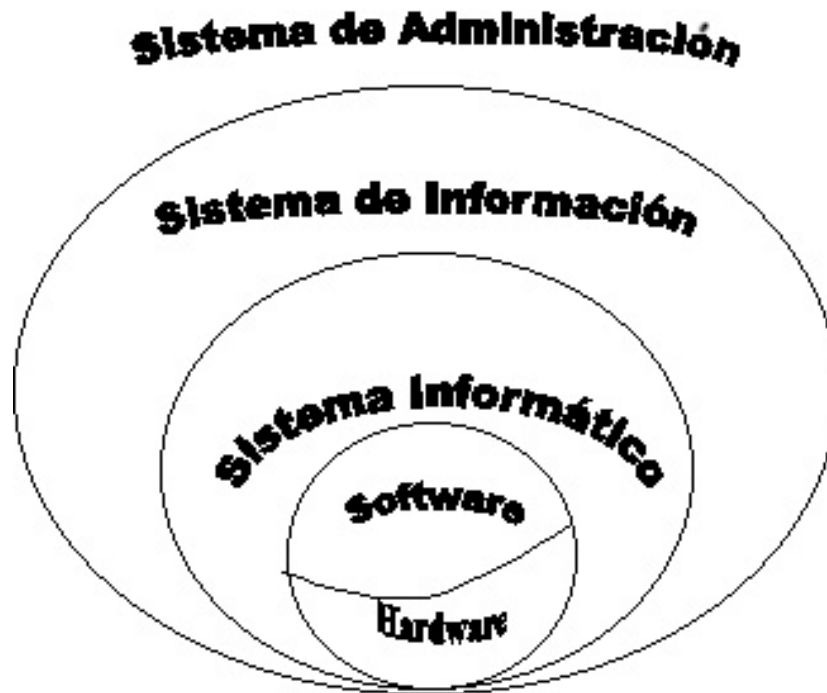 Sistema de Administración
Sistema de Información
Sistema Informático
Software
Hardware